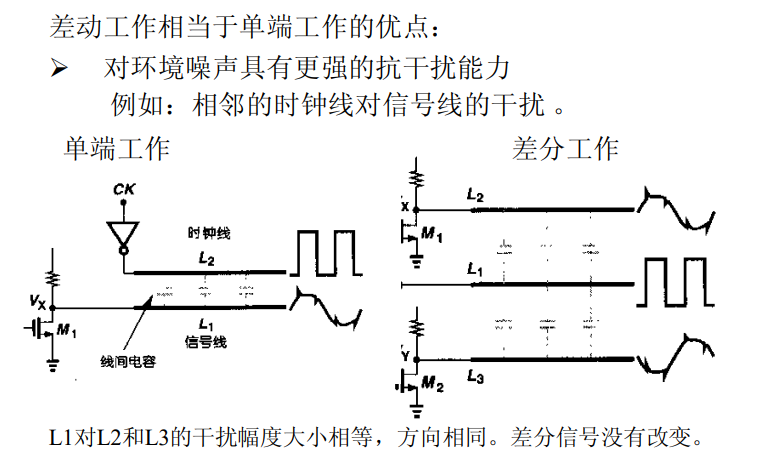 差动工作相当于单端工作的优点：
➢ 对环境噪声具有更强的抗干扰能力
例如：相邻的时钟线对信号线的干扰 。
单端工作
差分工作
CK
时钟线
L2
VX
M1
L1
信号线
线间电容
X
L2
M1
L1
Y
L3
M2
L1对L2和L3的干扰幅度大小相等，方向相同。差分信号没有改变。